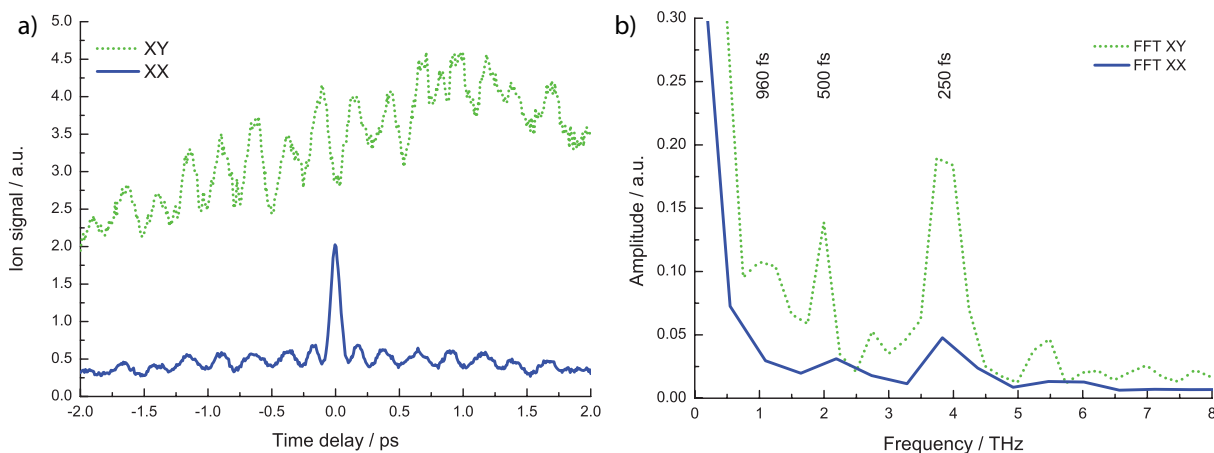 a)
XY
XX
Ion signal / a.u.
5.0
4.5
4.0
3.5
3.0
2.5
2.0
1.5
1.0
0.5
0.0
-2.0 -1.5 -1.0 -0.5 0.0 0.5 1.0 1.5 2.0
Time delay / ps
b)
960 fs
500 fs
250 fs
FFT XY
FFT XX
Amplitude / a.u.
0.30
0.25
0.20
0.15
0.10
0.05
0.00
0 1 2 3 4 5 6 7 8
Frequency / THz